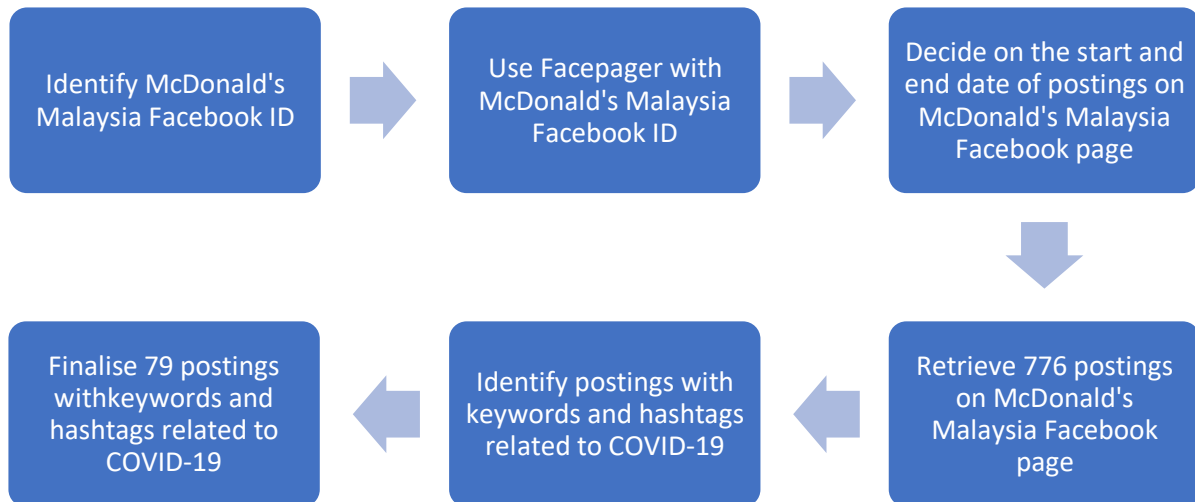 Identify McDonald's
Malaysia Facebook ID
Use Facepager with
McDonald's Malaysia
Facebook ID
Decide on the start and
end date of postings on
McDonald's Malaysia
Facebook page
Retrieve 776 postings
on McDonald's
Malaysia Facebook
page
Identify postings with
keywords and hashtags
related to COVID-19
Finalise 79 postings
withkeywords and
hashtags related to
COVID-19